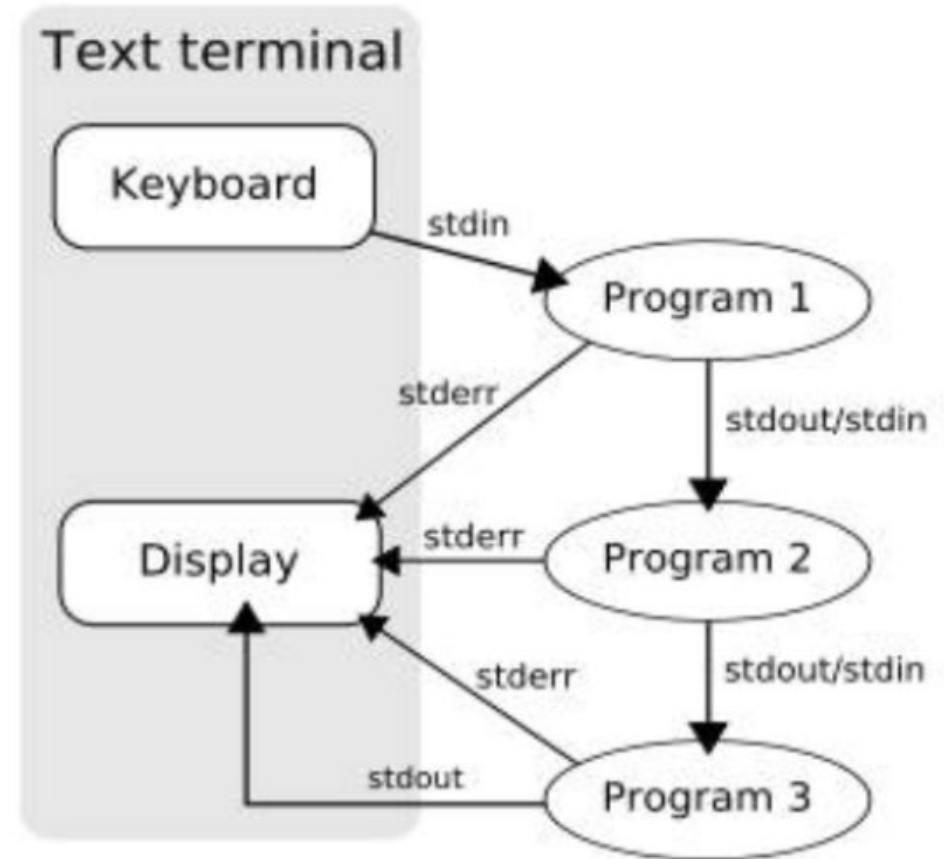 Text terminal
Keyboard
stdin
Program 1
stderr
stdout/stdin
Display
stderr
Program 2
stderr
stdout/stdin
stdout
Program 3